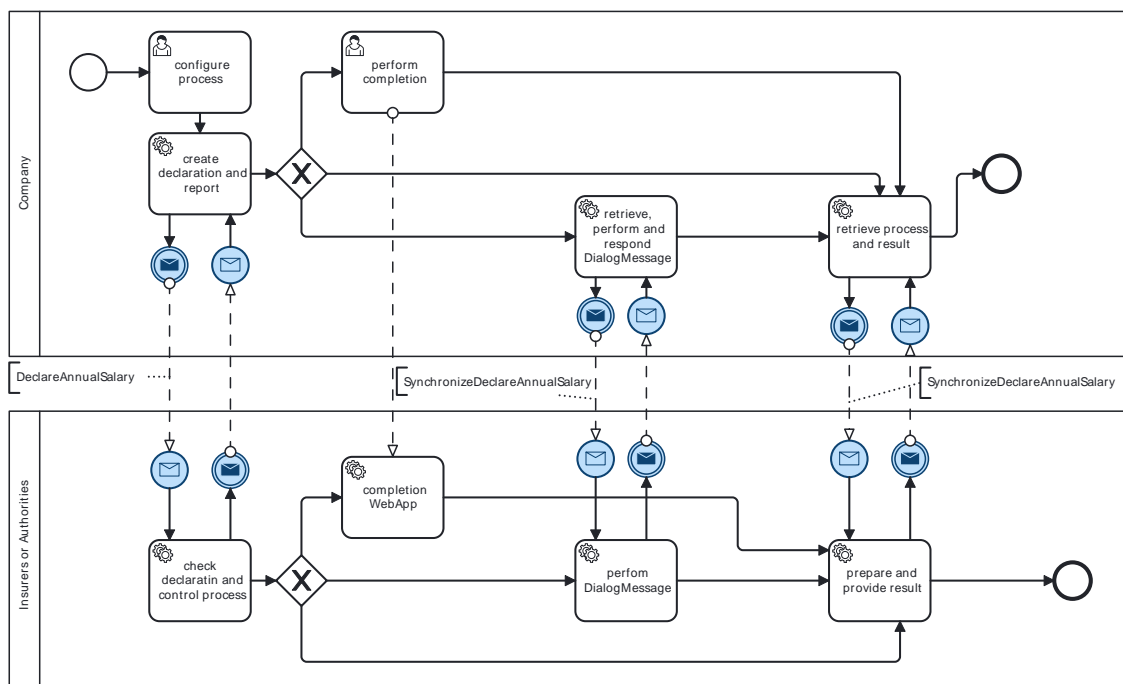 Company
configure
process
perform
completion
create
declaration and
report
X
retrieve,
perform and
respond
DialogMessage
retrieve process
and result
DeclareAnnualSalary
SynchronizeDeclareAnnualSalary
SynchronizeDeclareAnnualSalary
Insurers or Authorities
completion
WebApp
check
declaratin and
control process
X
perfom
DialogMessage
prepare and
provide result